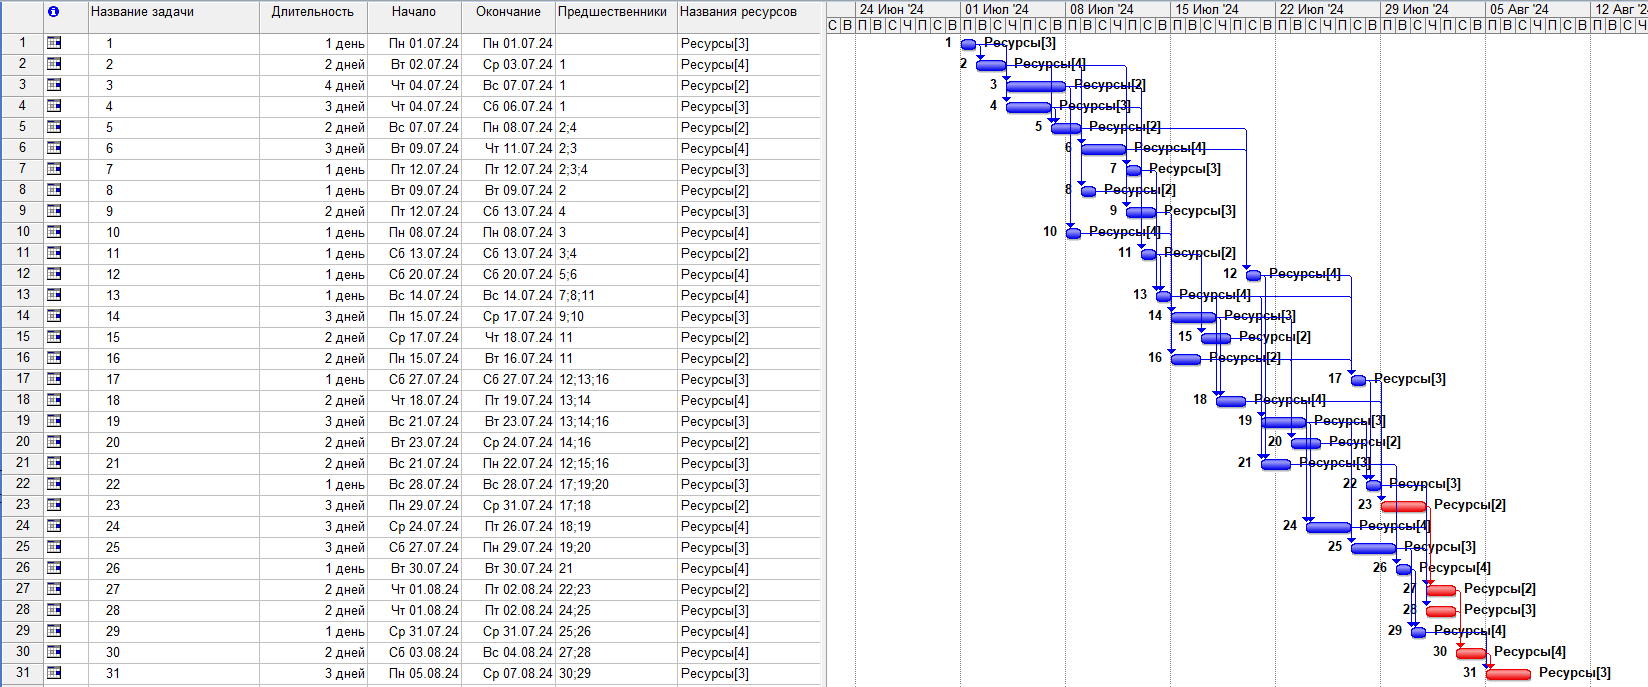 Название задачи Длительность Начало Окончание Предшественники Названия ресурсов
24 Июн '24 01 Июл '24 08 Июл '24 15 Июл '24 22 Июл '24 29 Июл '24 05 Авг '24 12 Авг '24
С В П В С Ч П С В П В С Ч П С В П В С Ч П С В П В С Ч П С В П В С Ч П С В П В С Ч П С В П В С Ч П С В П В С Ч
1 1 1 день Пн 01.07.24 Пн 01.07.24 Ресурсы[3] 1 Ресурсы[3]
2 2 2 дней Вт 02.07.24 Ср 03.07.24 1 Ресурсы[4] 2 Ресурсы[4]
3 3 4 дней Чт 04.07.24 Вс 07.07.24 1 Ресурсы[2] 3 Ресурсы[2]
4 4 3 дней Чт 04.07.24 Сб 06.07.24 1 Ресурсы[3] 4 Ресурсы[3]
5 5 2 дней Вс 07.07.24 Пн 08.07.24 2;4 Ресурсы[2] 5 Ресурсы[2]
6 6 3 дней Вт 09.07.24 Чт 11.07.24 2;3 Ресурсы[4] 6 Ресурсы[4]
7 7 1 день Пт 12.07.24 Пт 12.07.24 2;3;4 Ресурсы[3] 7 Ресурсы[3]
8 8 1 день Вт 09.07.24 Вт 09.07.24 2 Ресурсы[2] 8 Ресурсы[2]
9 9 2 дней Пт 12.07.24 Сб 13.07.24 4 Ресурсы[3] 9 Ресурсы[3]
10 10 1 день Пн 08.07.24 Пн 08.07.24 3 Ресурсы[4] 10 Ресурсы[4]
11 11 1 день Сб 13.07.24 Сб 13.07.24 3;4 Ресурсы[2] 11 Ресурсы[2]
12 12 1 день Сб 20.07.24 Сб 20.07.24 5;6 Ресурсы[4] 12 Ресурсы[4]
13 13 1 день Вс 14.07.24 Вс 14.07.24 7;8;11 Ресурсы[4] 13 Ресурсы[4]
14 14 3 дней Пн 15.07.24 Ср 17.07.24 9;10 Ресурсы[3] 14 Ресурсы[3]
15 15 2 дней Ср 17.07.24 Чт 18.07.24 11 Ресурсы[2] 15 Ресурсы[2]
16 16 2 дней Пн 15.07.24 Вт 16.07.24 11 Ресурсы[2] 16 Ресурсы[2]
17 17 1 день Сб 27.07.24 Сб 27.07.24 12;13;16 Ресурсы[3] 17 Ресурсы[3]
18 18 2 дней Чт 18.07.24 Пт 19.07.24 13;14 Ресурсы[4] 18 Ресурсы[4]
19 19 3 дней Вс 21.07.24 Вт 23.07.24 13;14;16 Ресурсы[3] 19 Ресурсы[3]
20 20 2 дней Вт 23.07.24 Ср 24.07.24 14;16 Ресурсы[2] 20 Ресурсы[2]
21 21 2 дней Вс 21.07.24 Пн 22.07.24 12;15;16 Ресурсы[3] 21 Ресурсы[3]
22 22 1 день Вс 28.07.24 Вс 28.07.24 17;19;20 Ресурсы[3] 22 Ресурсы[3]
23 23 3 дней Пн 29.07.24 Ср 31.07.24 17;18 Ресурсы[2] 23 Ресурсы[2]
24 24 3 дней Ср 24.07.24 Пт 26.07.24 18;19 Ресурсы[4] 24 Ресурсы[4]
25 25 3 дней Сб 27.07.24 Пн 29.07.24 19;20 Ресурсы[3] 25 Ресурсы[3]
26 26 1 день Вт 30.07.24 Вт 30.07.24 21 Ресурсы[4] 26 Ресурсы[4]
27 27 2 дней Чт 01.08.24 Пт 02.08.24 22;23 Ресурсы[2] 27 Ресурсы[2]
28 28 2 дней Чт 01.08.24 Пт 02.08.24 24;25 Ресурсы[3] 28 Ресурсы[3]
29 29 1 день Ср 31.07.24 Ср 31.07.24 25;26 Ресурсы[4] 29 Ресурсы[4]
30 30 2 дней Сб 03.08.24 Вс 04.08.24 27;28 Ресурсы[4] 30 Ресурсы[4]
31 31 3 дней Пн 05.08.24 Ср 07.08.24 30;29 Ресурсы[3] 31 Ресурсы[3]